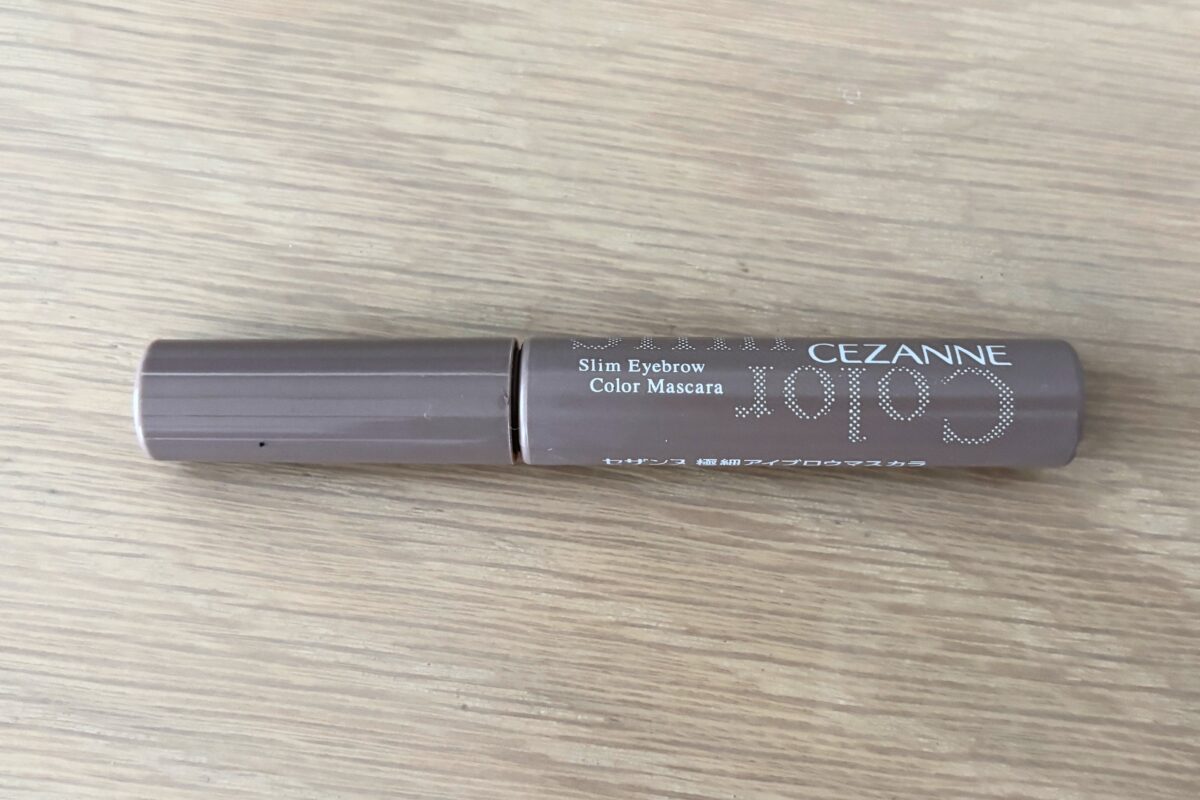 CEZANNE
Slim Eyebrow
Color Mascara
Color
セザンヌ 極細アイブロウマスカラ